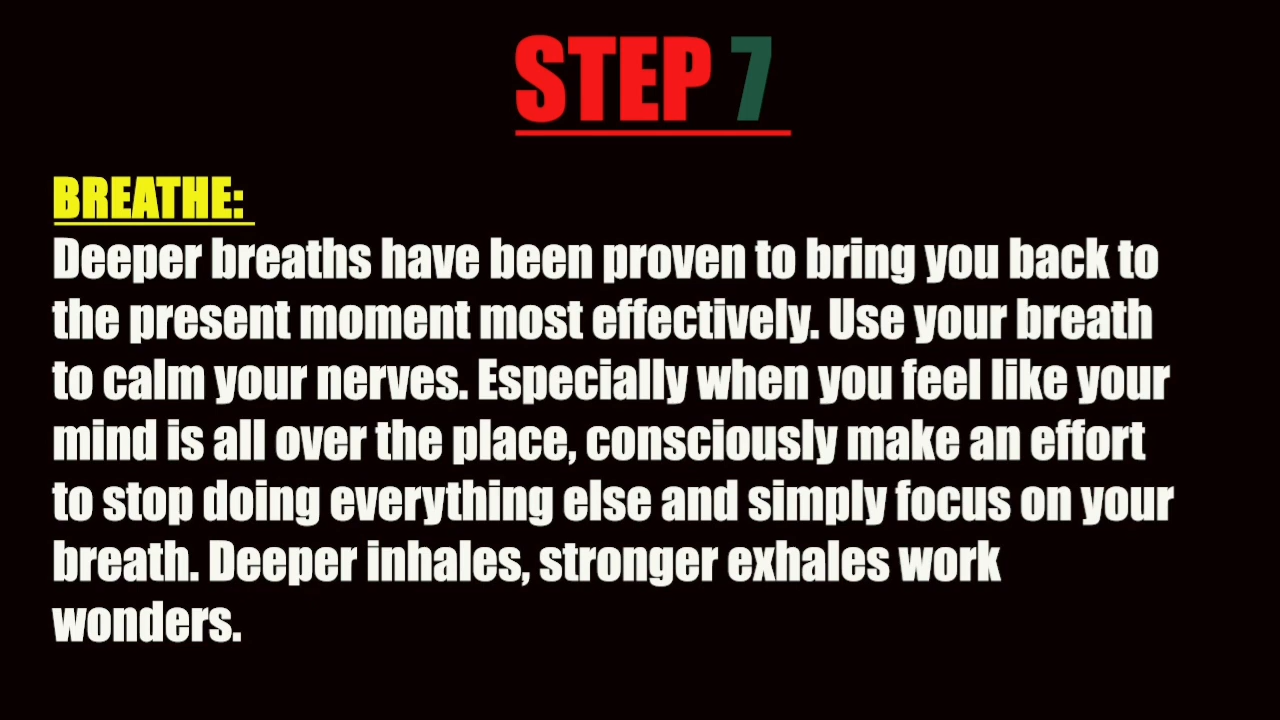 STEP 7
BREATHE:
Deeper breaths have been proven to bring you back to
the present moment most effectively. Use your breath
to calm your nerves. Especially when you feel like your
mind is all over the place, consciously make an effort
to stop doing everything else and simply focus on your
breath. Deeper inhales, stronger exhales work
wonders.